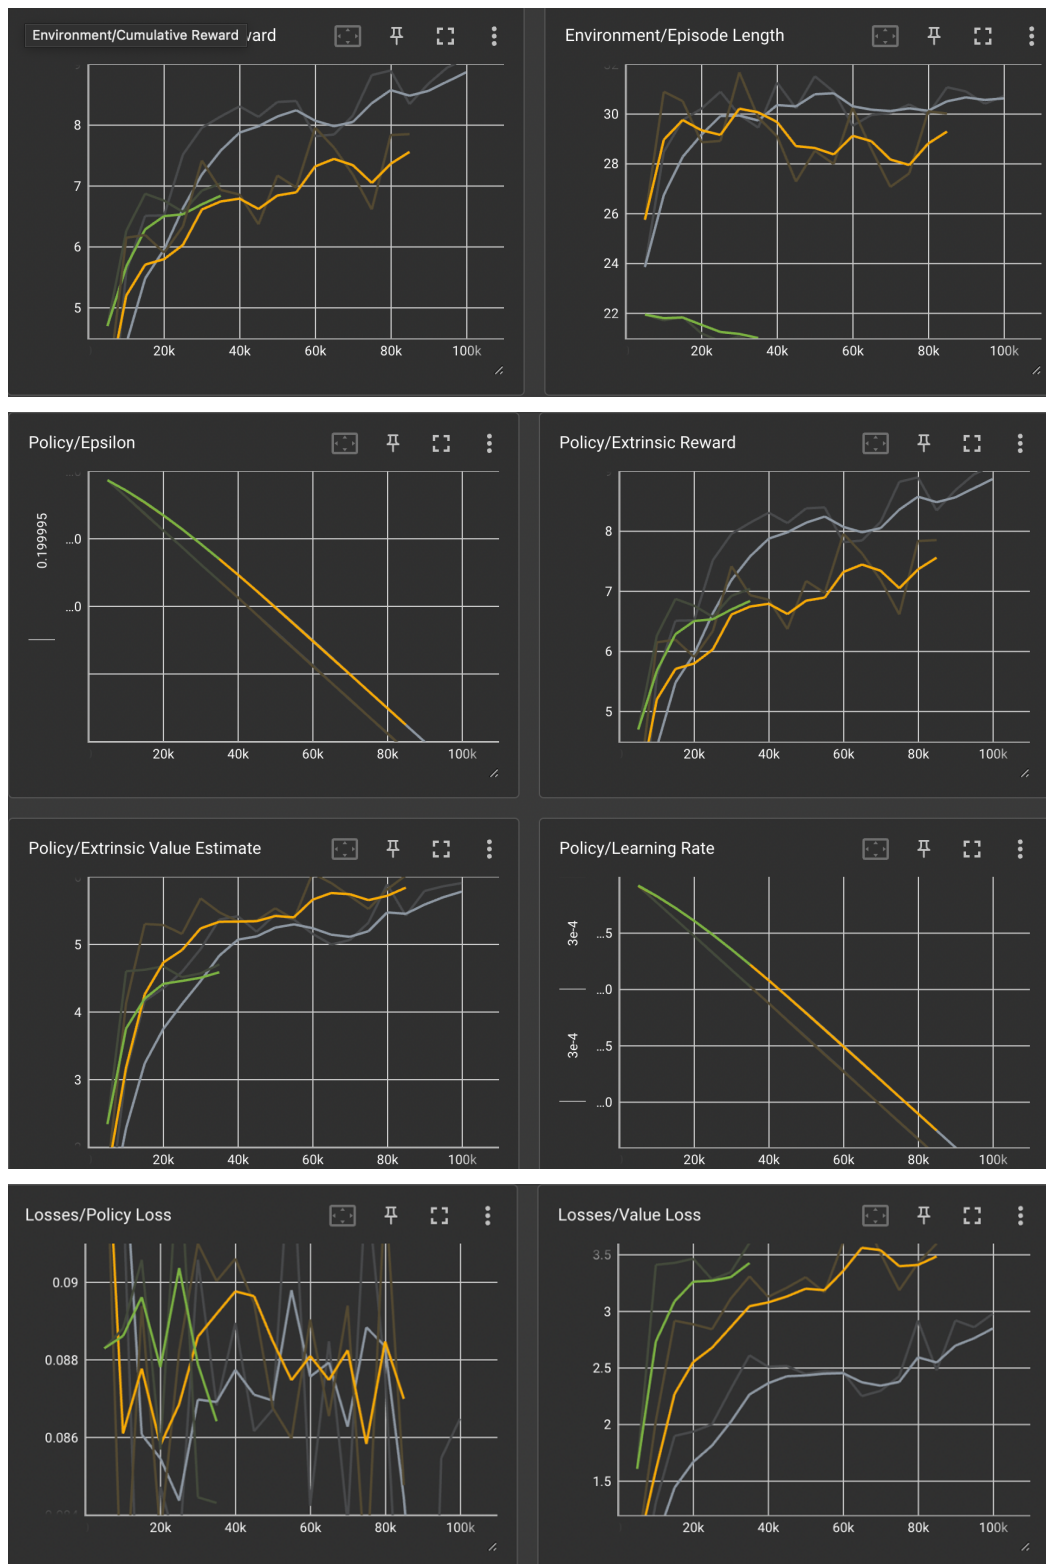 Environment/Cumulative Reward
ward
8
7
6
5
20k
40k
60k
80k
100k
Environment/Episode Length
30
28
26
24
22
20k
40k
60k
80k
100k
Policy/Epsilon
0.199995
...0
...0
20k
40k
60k
80k
100k
Policy/Extrinsic Reward
8
7
6
5
20k
40k
60k
80k
100k
Policy/Extrinsic Value Estimate
5
4
3
20k
40k
60k
80k
100k
Policy/Learning Rate
3e-4
3e-4
...5
...0
...5
...0
20k
40k
60k
80k
100k
Losses/Policy Loss
0.09
0.088
0.086
20k
40k
60k
80k
100k
Losses/Value Loss
3.5
3
2.5
2
1.5
20k
40k
60k
80k
100k